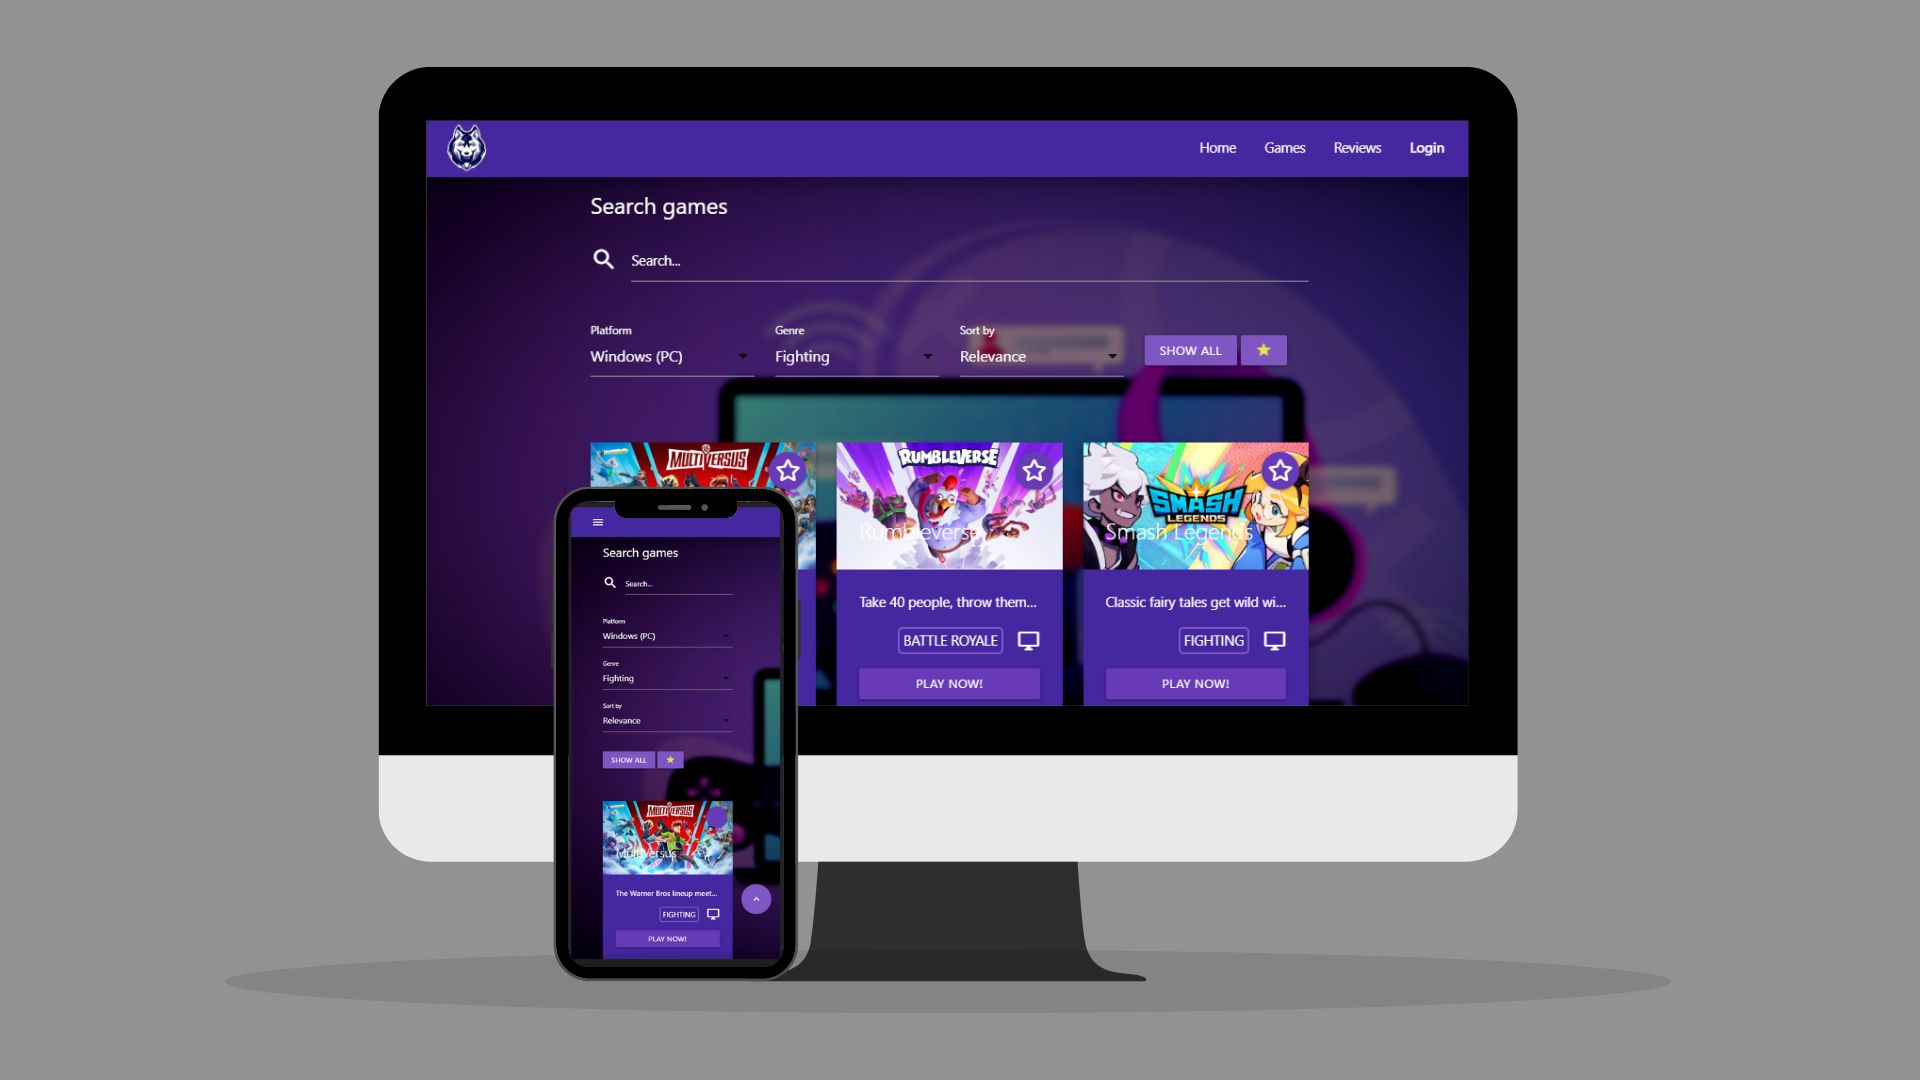 Home Games Reviews Login
Search games
Search...
Platform Genre Sort by
Windows (PC) Fighting Relevance SHOW ALL
MULTIVERSUS RUMBLEVERSE SMASH LEGENDS
Rumbleverse Smash Legends
Take 40 people, throw them... Classic fairy tales get wild wi...
BATTLE ROYALE FIGHTING
PLAY NOW! PLAY NOW!
Search games
Search...
Platform
Windows (PC)
Genre
Fighting
Sort by
Relevance
SHOW ALL
MULTIVERSUS
MultiVersus
The Warner Bros lineup meet...
FIGHTING
PLAY NOW!